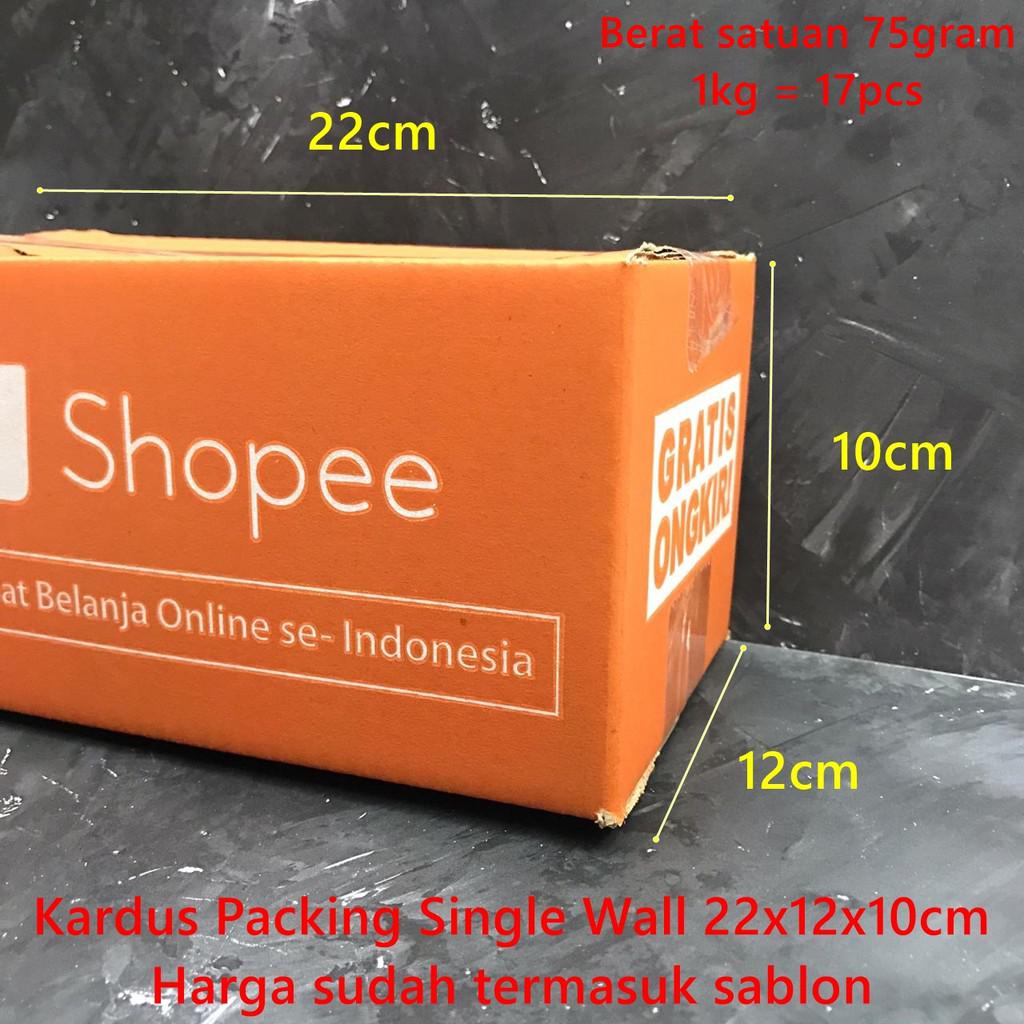 Berat satuan 75gram
1kg = 17pcs
22cm
Shopee
GRATIS
ONGKIR!
10cm
at Belanja Online se- Indonesia
12cm
Kardus Packing Single Wall 22x12x10cm
Harga sudah termasuk sablon